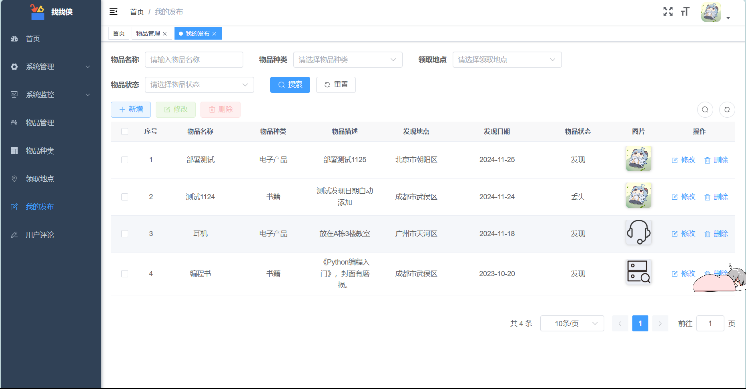 找找侠
首页 / 我的发布
首页 物品管理 × 我的发布 ×
首页
系统管理
系统监控
物品管理
物品种类
领取地点
我的发布
用户评论
物品名称 请输入物品名称 物品种类 请选择物品种类 领取地点 请选择领取地点
物品状态 请选择物品状态 搜索 重置
+ 新增 修改 删除
序号 物品名称 物品种类 物品描述 发现地点 发现日期 物品状态 图片 操作
1 部署测试 电子产品 部署测试1125 北京市朝阳区 2024-11-25 发现 修改 删除
2 测试1124 书籍 测试发现日期自动添加 成都市武侯区 2024-11-24 丢失 修改 删除
3 耳机 电子产品 放在A栋3楼教室 广州市天河区 2024-11-18 发现 修改 删除
4 编程书 书籍 《Python编程入门》，封面有磨损。 成都市武侯区 2023-10-20 发现 修改 删除
共 4 条 10条/页 1 前往 1 页